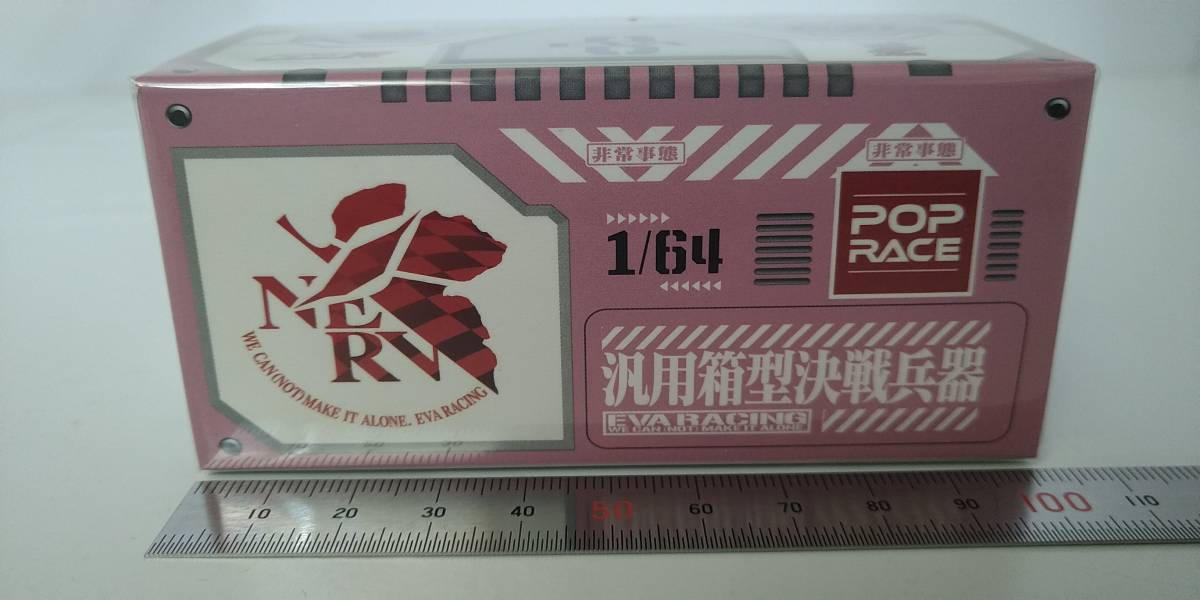 非常事態
非常事態
NERV
WE CAN (NOT) MAKE IT ALONE. EVA RACING
1/64
POP
RACE
汎用箱型決戦兵器
EVA RACING
WE CAN (NOT) MAKE IT ALONE
10 20 30 40 50 60 70 80 90 100 110